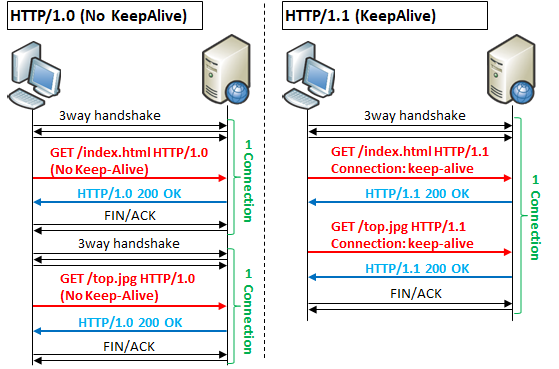 HTTP/1.0 (No KeepAlive)
3way handshake
GET /index.html HTTP/1.0
(No Keep-Alive)
HTTP/1.0 200 OK
FIN/ACK
1 Connection
3way handshake
GET /top.jpg HTTP/1.0
(No Keep-Alive)
HTTP/1.0 200 OK
FIN/ACK
1 Connection
HTTP/1.1 (KeepAlive)
3way handshake
GET /index.html HTTP/1.1
Connection: keep-alive
HTTP/1.1 200 OK
GET /top.jpg HTTP/1.1
Connection: keep-alive
HTTP/1.1 200 OK
FIN/ACK
1 Connection